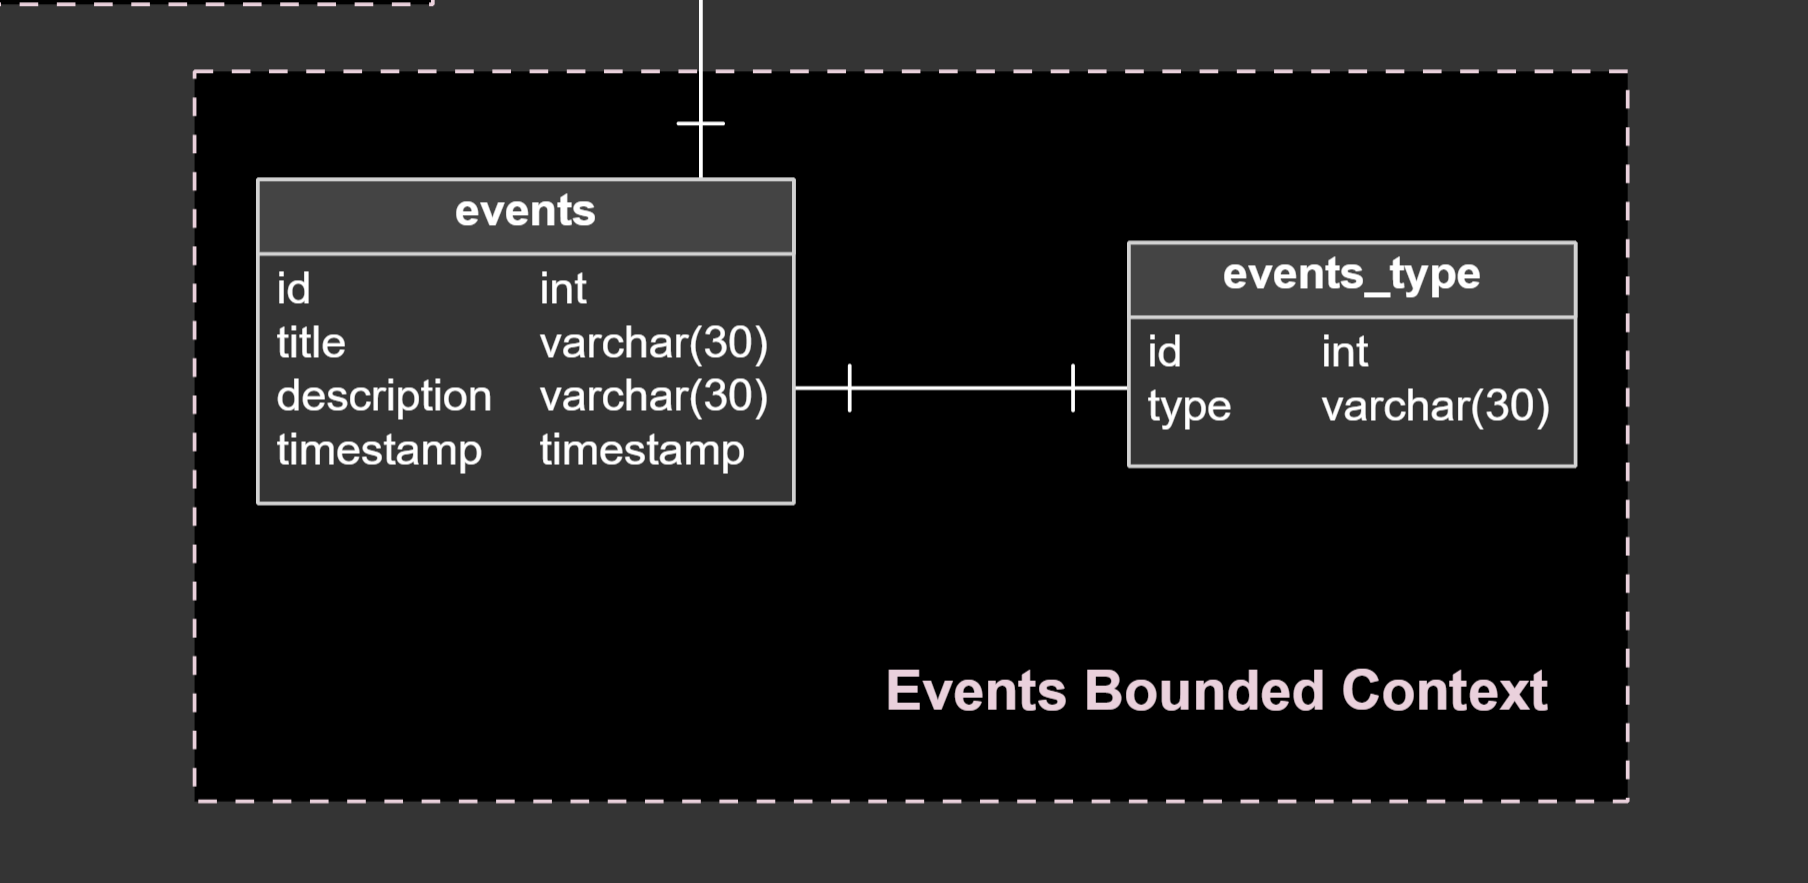 events
id int
title varchar(30)
description varchar(30)
timestamp timestamp
events_type
id int
type varchar(30)
Events Bounded Context